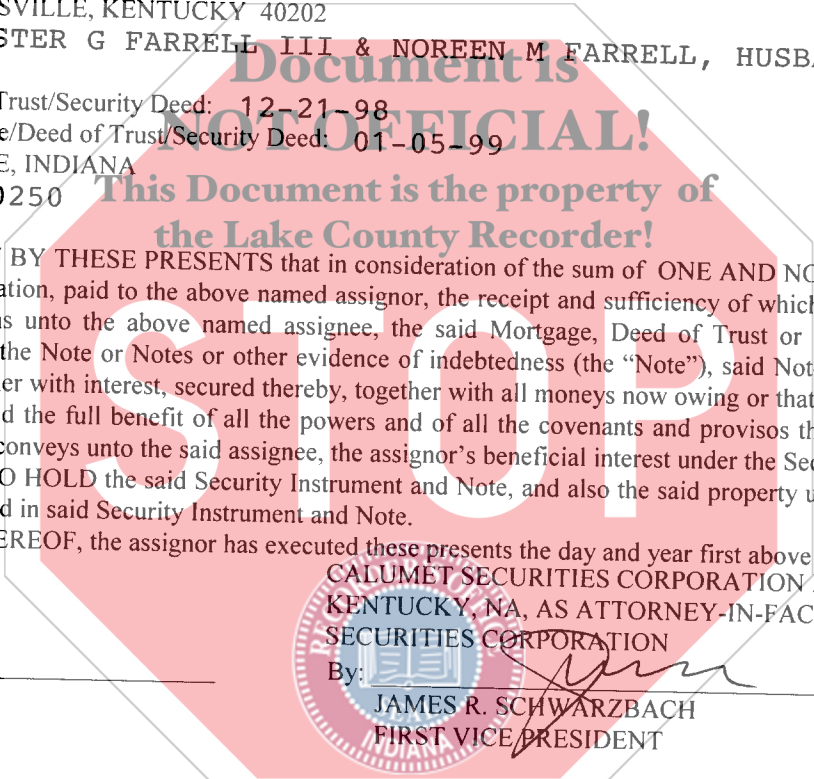 SVILLE, KENTUCKY 40202
STER G FARRELL III & NOREEN M FARRELL, HUSBA
Document is
Trust/Security Deed: 12-21-98
NOT OFFICIAL!
e/Deed of Trust/Security Deed: 01-05-99
E, INDIANA
This Document is the property of
0250
the Lake County Recorder!
BY THESE PRESENTS that in consideration of the sum of ONE AND NO
ation, paid to the above named assignor, the receipt and sufficiency of which
s unto the above named assignee, the said Mortgage, Deed of Trust or
the Note or Notes or other evidence of indebtedness (the “Note”), said Not
er with interest, secured thereby, together with all moneys now owing or that
d the full benefit of all the powers and of all the covenants and provisos th
conveys unto the said assignee, the assignor's beneficial interest under the Sec
O HOLD the said Security Instrument and Note, and also the said property u
d in said Security Instrument and Note.
STOP
EREOF, the assignor has executed these presents the day and year first above
CALUMET SECURITIES CORPORATION
KENTUCKY, NA, AS ATTORNEY-IN-FAC
SECURITIES CORPORATION
By:
JAMES R. SCHWARZBACH
FIRST VICE PRESIDENT
INDIANA